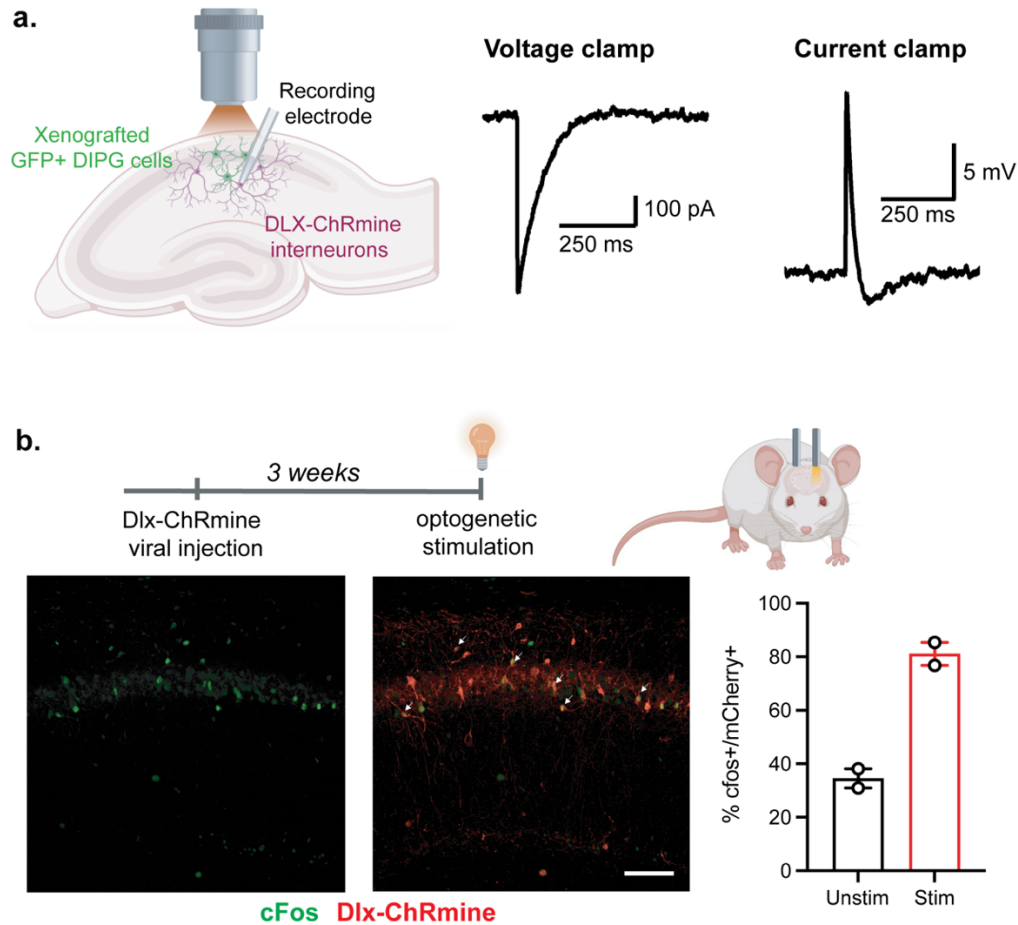 a.
Recording
electrode
Xenografted
GFP+ DIPG cells
DLX-ChRmine
interneurons
Voltage clamp
100 pA
250 ms
Current clamp
5 mV
250 ms
b.
3 weeks
Dlx-ChRmine
viral injection
optogenetic
stimulation
cFos Dlx-ChRmine
% cfos+/mCherry+
100
80
60
40
20
0
Unstim Stim